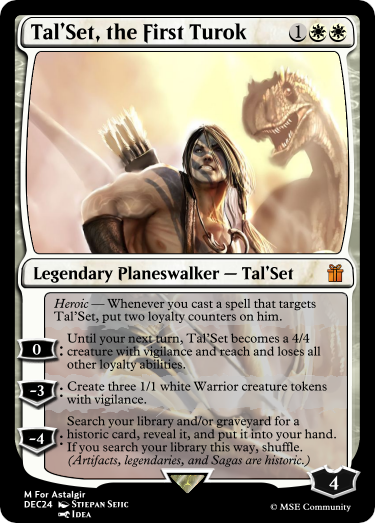 Tal'Set, the First Turok 1
Legendary Planeswalker — Tal'Set
Heroic — Whenever you cast a spell that targets
Tal'Set, put two loyalty counters on him.
0: Until your next turn, Tal'Set becomes a 4/4
creature with vigilance and reach and loses all
other loyalty abilities.
-3: Create three 1/1 white Warrior creature tokens
with vigilance.
-4: Search your library and/or graveyard for a
historic card, reveal it, and put it into your hand.
If you search your library this way, shuffle.
(Artifacts, legendaries, and Sagas are historic.)
4
M For Astalgir
DEC24 Stjepan Sejic
Idea
© MSE Community